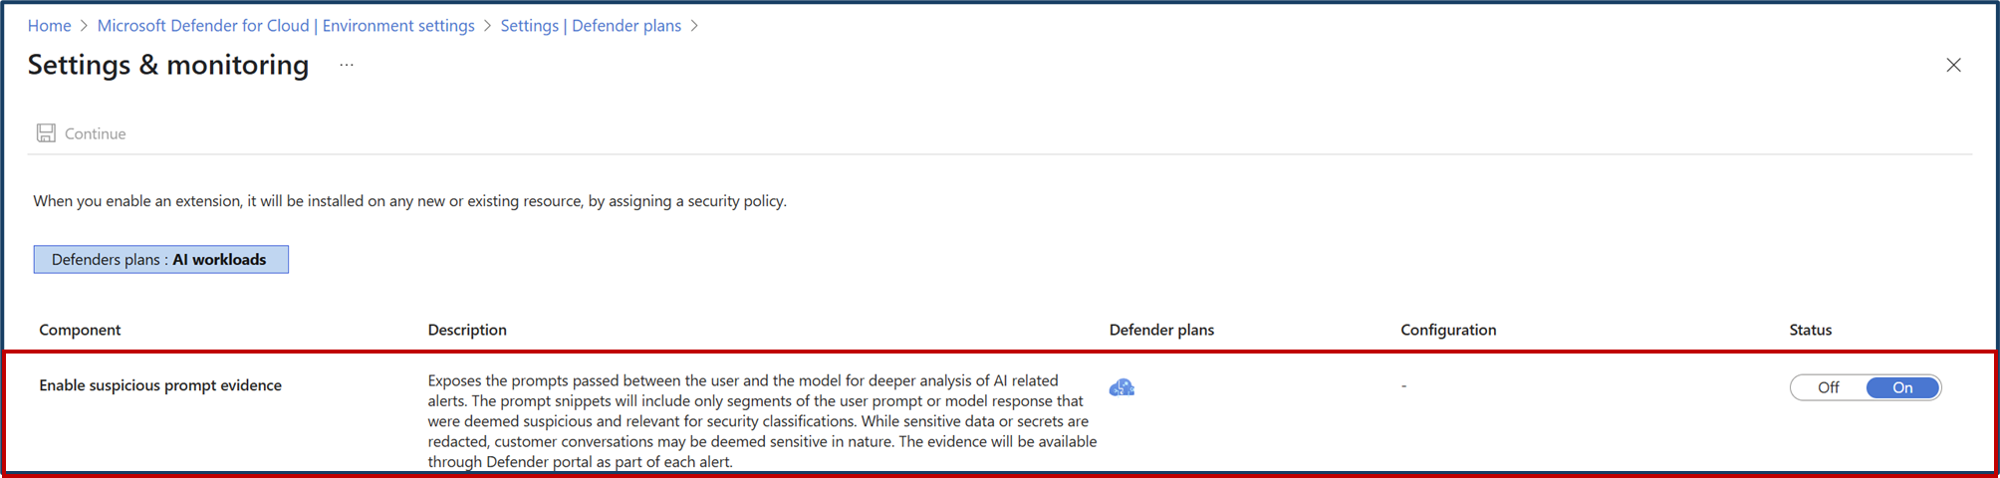 Home > Microsoft Defender for Cloud | Environment settings > Settings | Defender plans >
Settings & monitoring ...
Continue
When you enable an extension, it will be installed on any new or existing resource, by assigning a security policy.
Defenders plans : AI workloads
Component Description Defender plans Configuration Status
Enable suspicious prompt evidence
Exposes the prompts passed between the user and the model for deeper analysis of AI related
alerts. The prompt snippets will include only segments of the user prompt or model response that
were deemed suspicious and relevant for security classifications. While sensitive data or secrets are
redacted, customer conversations may be deemed sensitive in nature. The evidence will be available
through Defender portal as part of each alert.
-
Off On